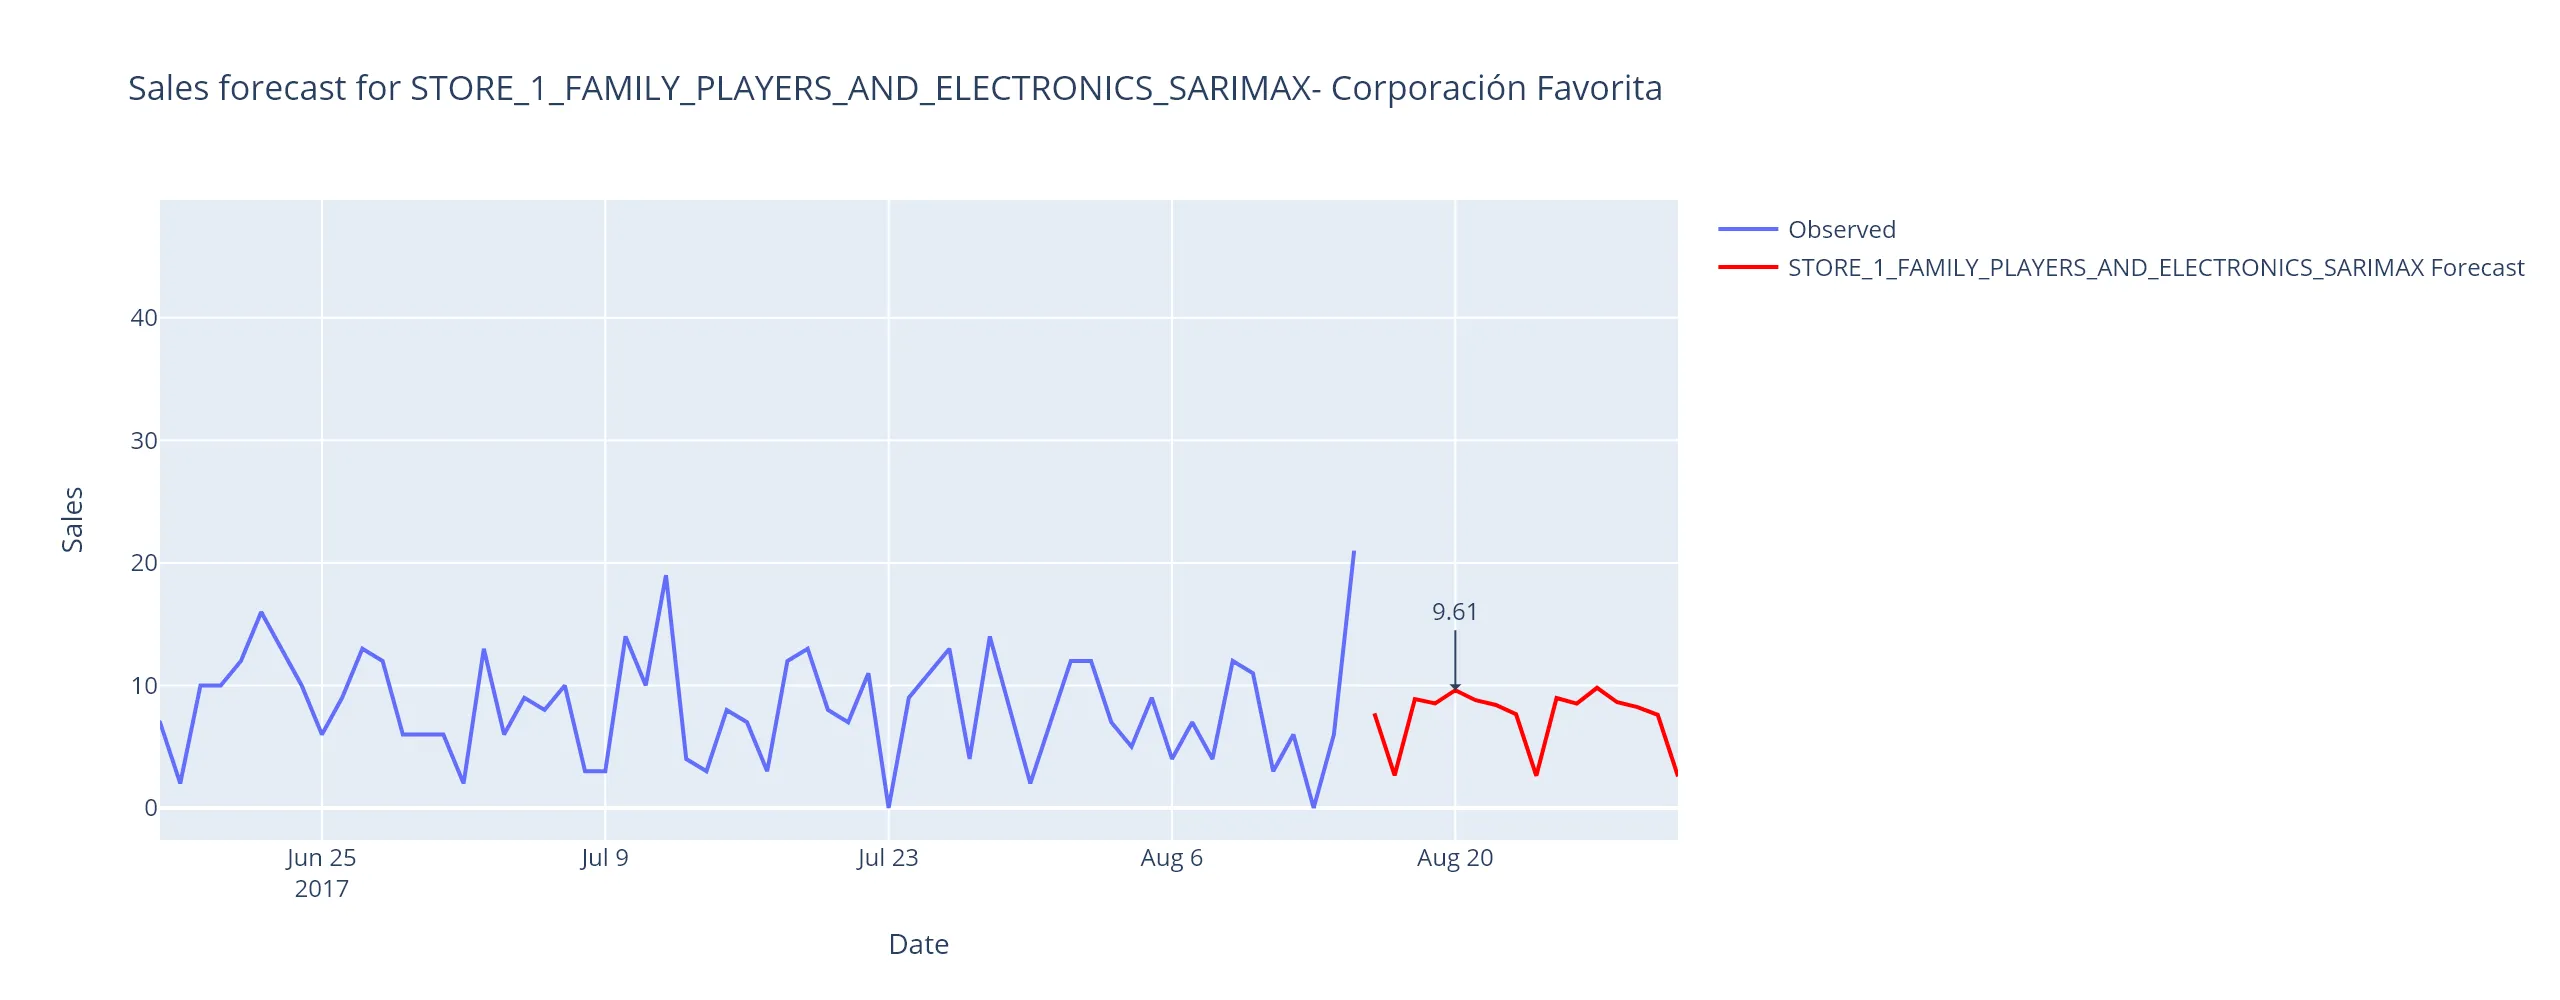 Sales forecast for STORE_1_FAMILY_PLAYERS_AND_ELECTRONICS_SARIMAX- Corporación Favorita
Observed
STORE_1_FAMILY_PLAYERS_AND_ELECTRONICS_SARIMAX Forecast
40
30
20
10
0
Sales
9.61
Jun 25
2017
Jul 9
Jul 23
Aug 6
Aug 20
Date